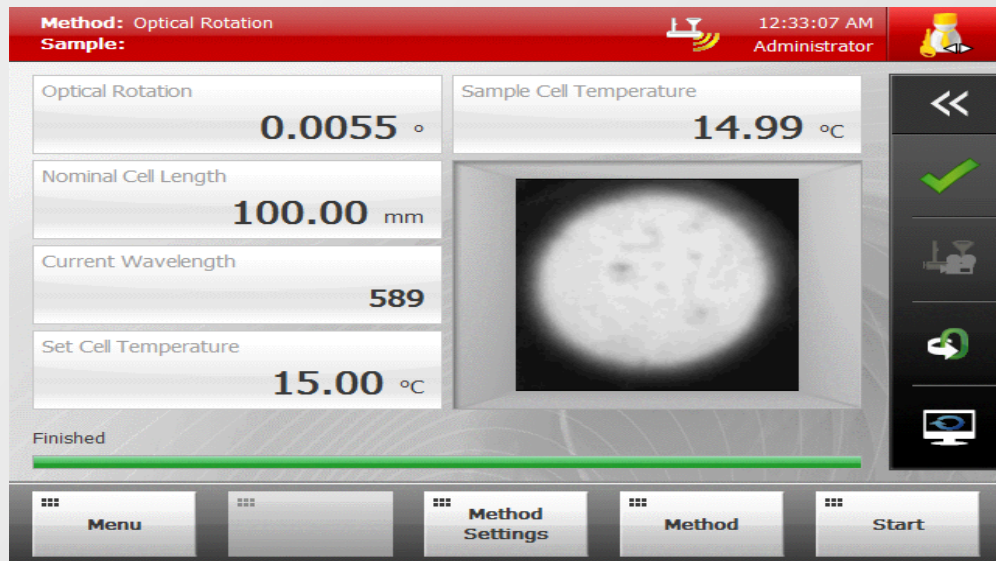 Method: Optical Rotation
Sample:
12:33:07 AM
Administrator
Optical Rotation
0.0055 °
Sample Cell Temperature
14.99 °C
Nominal Cell Length
100.00 mm
Current Wavelength
589
Set Cell Temperature
15.00 °C
Finished
Menu
Method
Settings
Method
Start